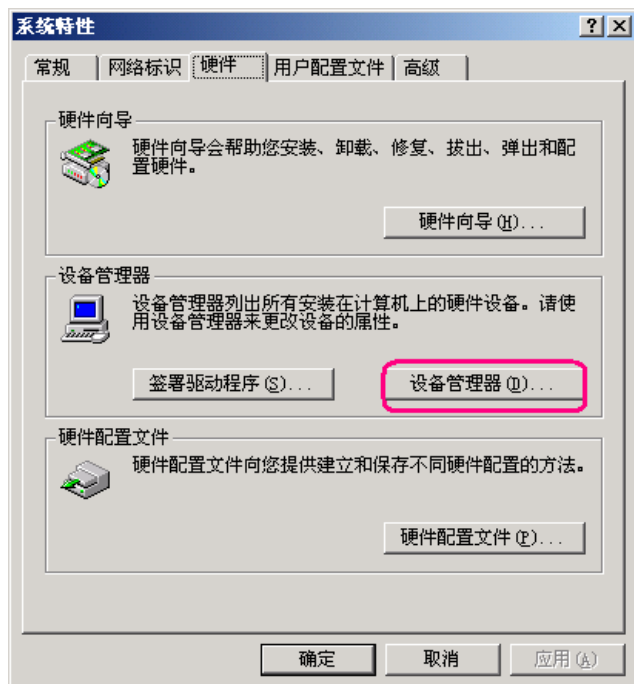 系统特性
常规 网络标识 硬件 用户配置文件 高级
硬件向导
硬件向导会帮助您安装、卸载、修复、拔出、弹出和配
置硬件。
硬件向导(H)...
设备管理器
设备管理器列出所有安装在计算机上的硬件设备。请使
用设备管理器来更改设备的属性。
签署驱动程序(S)... 设备管理器(D)...
硬件配置文件
硬件配置文件向您提供建立和保存不同硬件配置的方法。
硬件配置文件(P)...
确定 取消 应用(A)